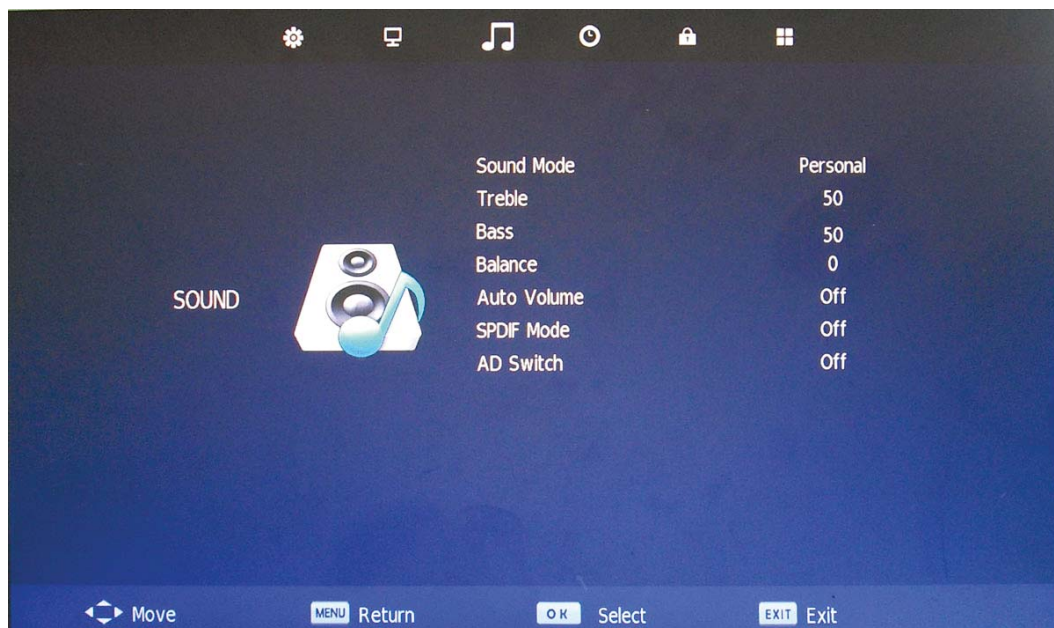 Sound Mode Personal
Treble 50
Bass 50
Balance 0
SOUND
Auto Volume Off
SPDIF Mode Off
AD Switch Off
Move MENU Return OK Select EXIT Exit